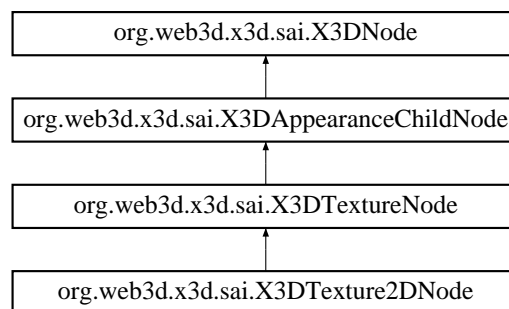 org.web3d.x3d.sai.X3DNode
org.web3d.x3d.sai.X3DAppearanceChildNode
org.web3d.x3d.sai.X3DTextureNode
org.web3d.x3d.sai.X3DTexture2DNode